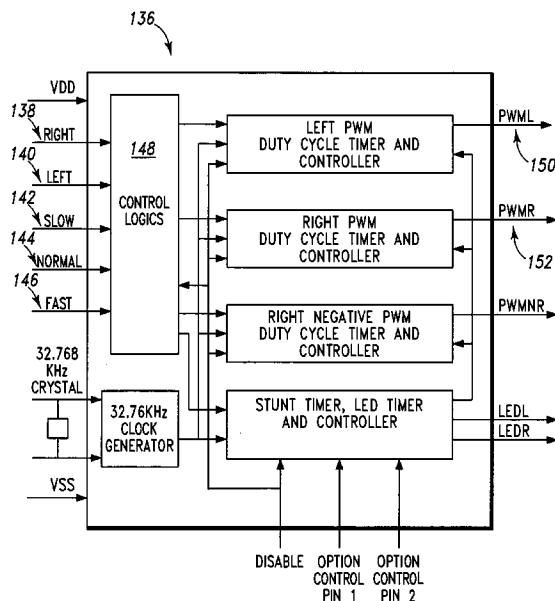 136
VDD
138
RIGHT
140
LEFT
142
SLOW
144
NORMAL
146
FAST
32.768
KHz
CRYSTAL
VSS
148
CONTROL
LOGICS
32.76KHz
CLOCK
GENERATOR
LEFT PWM
DUTY CYCLE TIMER AND
CONTROLLER
RIGHT PWM
DUTY CYCLE TIMER AND
CONTROLLER
RIGHT NEGATIVE PWM
DUTY CYCLE TIMER AND
CONTROLLER
STUNT TIMER, LED TIMER
AND CONTROLLER
PWML
150
PWMR
152
PWMNR
LEDL
LEDR
DISABLE
OPTION
CONTROL
PIN 1
OPTION
CONTROL
PIN 2